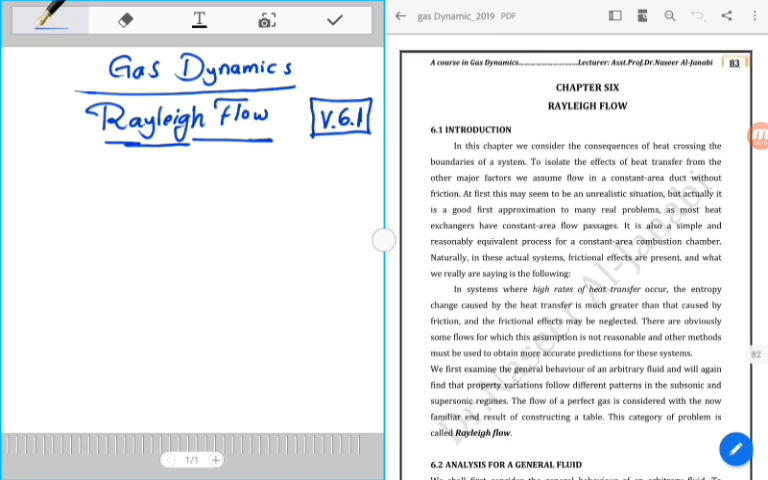 T
gas Dynamic_2019 PDF
Gas Dynamics
Rayleigh Flow V.6.1
A course in Gas Dynamics...............................Lecturer: Asst.Prof.Dr.Naseer Al-Janabi 83
CHAPTER SIX
RAYLEIGH FLOW
6.1 INTRODUCTION
In this chapter we consider the consequences of heat crossing the
boundaries of a system. To isolate the effects of heat transfer from the
other major factors we assume flow in a constant-area duct without
friction. At first this may seem to be an unrealistic situation, but actually it
is a good first approximation to many real problems, as most heat
exchangers have constant-area flow passages. It is also a simple and
reasonably equivalent process for a constant-area combustion chamber.
Naturally, in these actual systems, frictional effects are present, and what
we really are saying is the following:
In systems where high rates of heat transfer occur, the entropy
change caused by the heat transfer is much greater than that caused by
friction, and the frictional effects may be neglected. There are obviously
some flows for which this assumption is not reasonable and other methods
must be used to obtain more accurate predictions for these systems.
We first examine the general behaviour of an arbitrary fluid and will again
find that property variations follow different patterns in the subsonic and
supersonic regimes. The flow of a perfect gas is considered with the now
familiar end result of constructing a table. This category of problem is
called Rayleigh flow.
6.2 ANALYSIS FOR A GENERAL FLUID
Dr.Naseer Al-Janabi
82
1/1